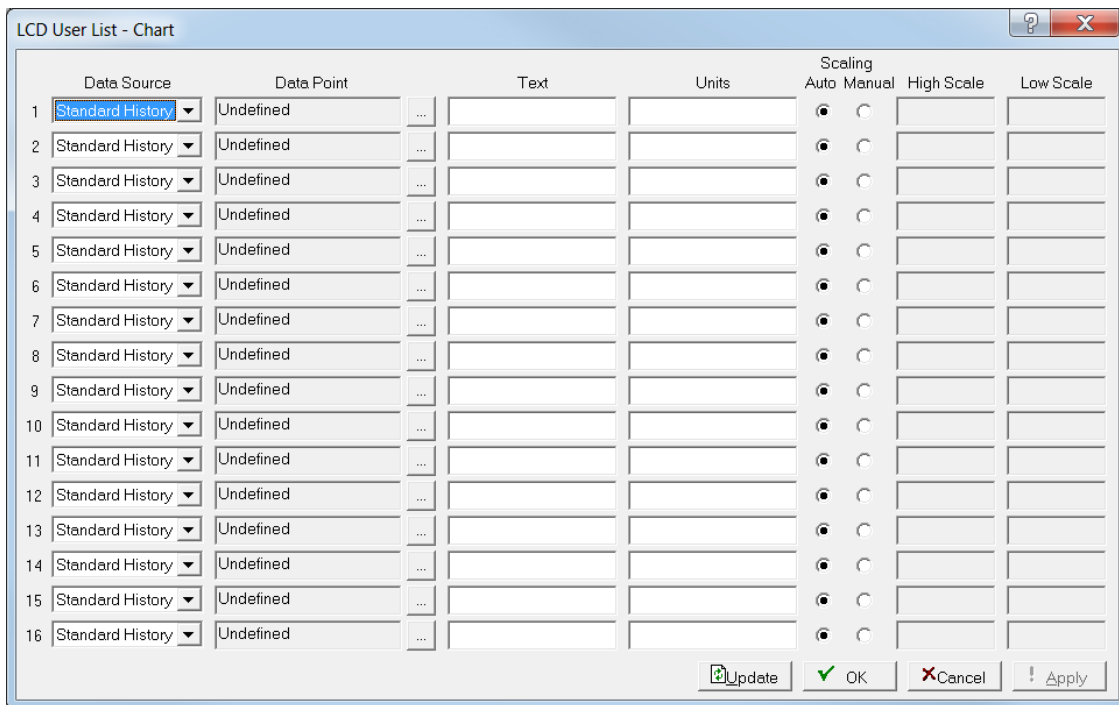 LCD User List - Chart
Scaling
Data Source Data Point Text Units Auto Manual High Scale Low Scale
1 Standard History Undefined ...
2 Standard History Undefined ...
3 Standard History Undefined ...
4 Standard History Undefined ...
5 Standard History Undefined ...
6 Standard History Undefined ...
7 Standard History Undefined ...
8 Standard History Undefined ...
9 Standard History Undefined ...
10 Standard History Undefined ...
11 Standard History Undefined ...
12 Standard History Undefined ...
13 Standard History Undefined ...
14 Standard History Undefined ...
15 Standard History Undefined ...
16 Standard History Undefined ...
Update OK Cancel ! Apply